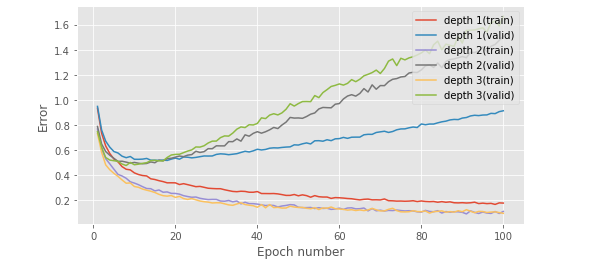 1.6
1.4
1.2
1.0
0.8
0.6
0.4
0.2
Error
0
20
40
60
80
100
Epoch number
depth 1(train)
depth 1(valid)
depth 2(train)
depth 2(valid)
depth 3(train)
depth 3(valid)